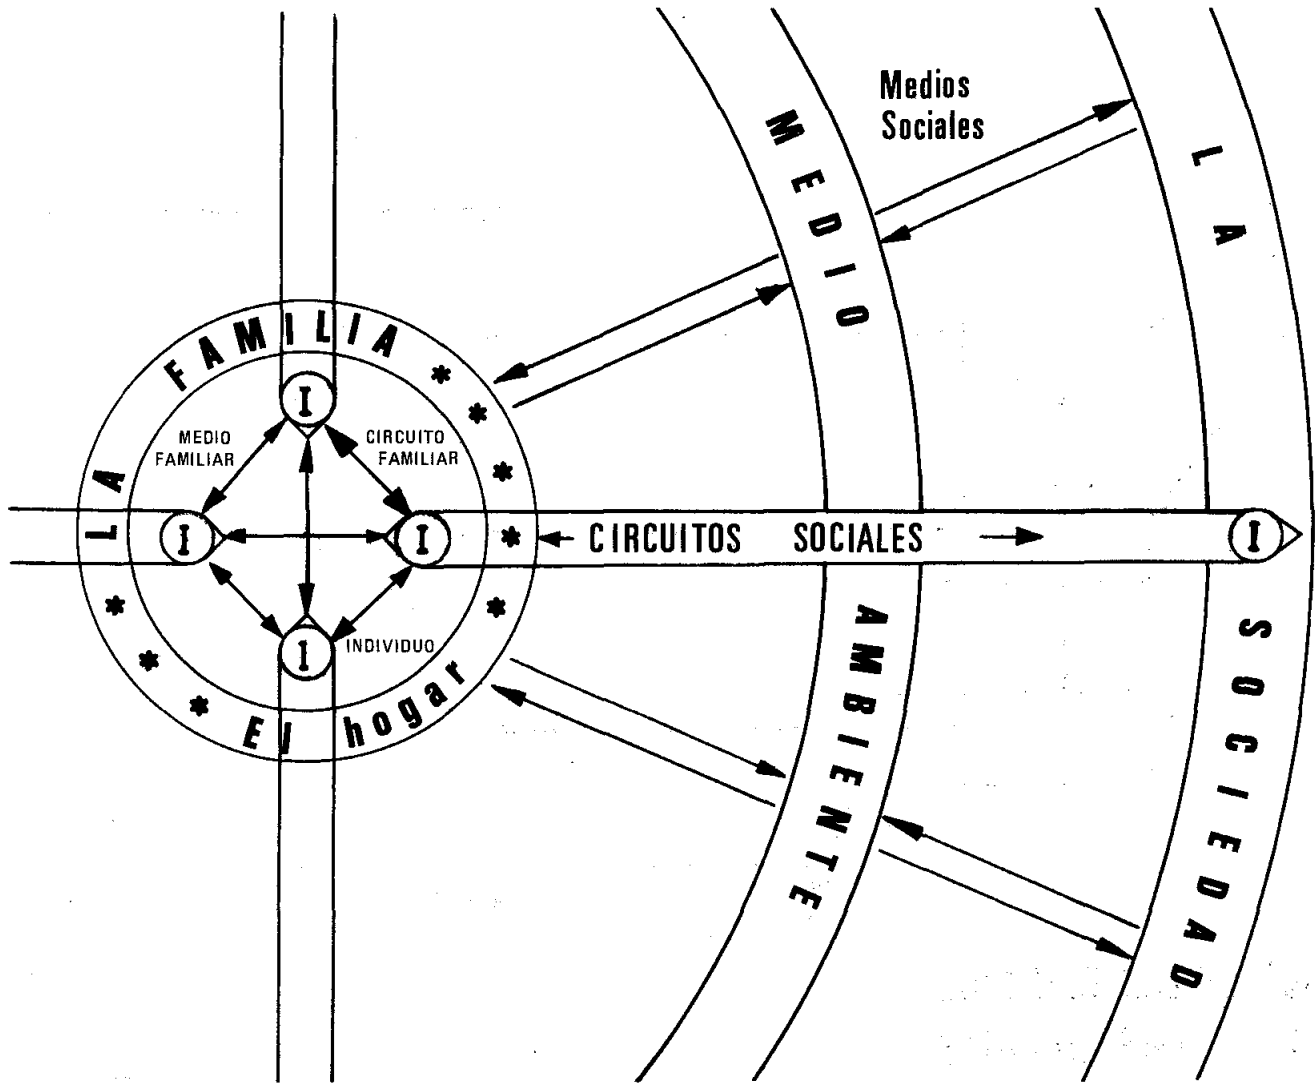 Medios
Sociales
MEDIO
LA
LA FAMILIA * * * * * El hogar * * *
MEDIO
FAMILIAR
CIRCUITO
FAMILIAR
I
I
I
I
INDIVIDUO
CIRCUITOS SOCIALES
I
AMBIENTE
SOCIEDAD